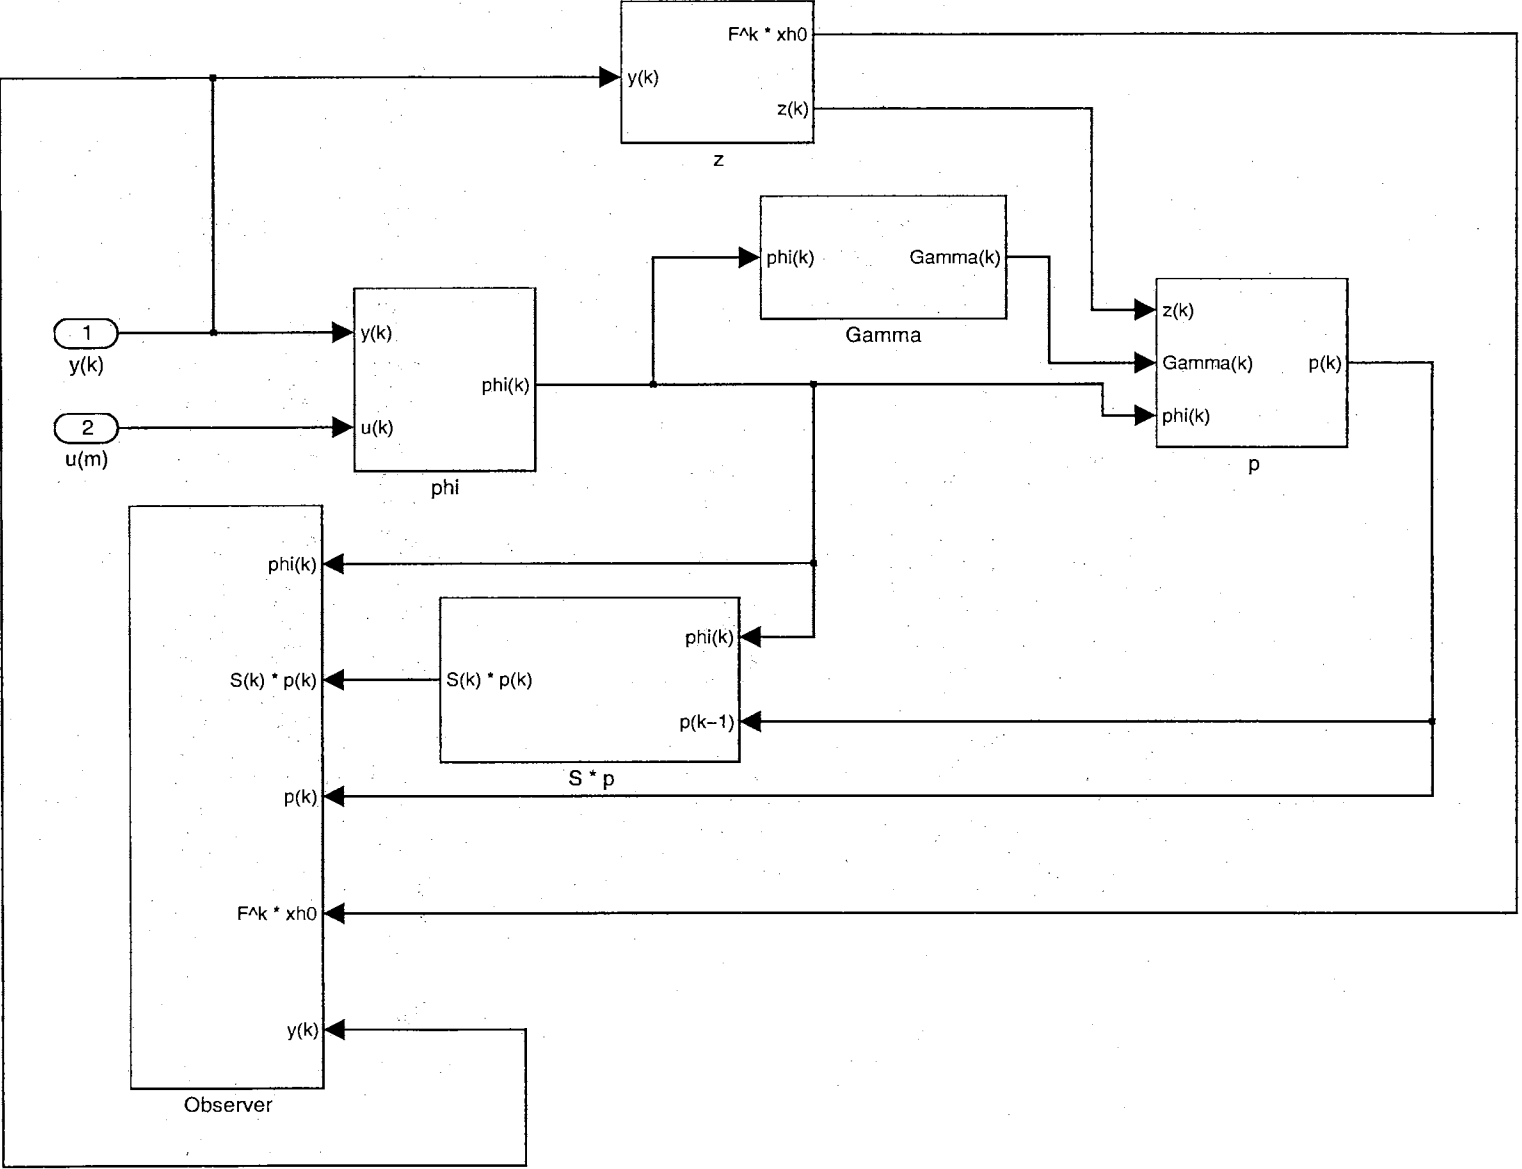 F^k * xh0
y(k)
z(k)
z
phi(k)
Gamma(k)
Gamma
z(k)
Gamma(k)
p(k)
phi(k)
p
1
y(k)
y(k)
phi(k)
2
u(k)
u(m)
phi
phi(k)
phi(k)
S(k) * p(k)
S(k) * p(k)
p(k−1)
S * p
p(k)
F^k * xh0
y(k)
Observer